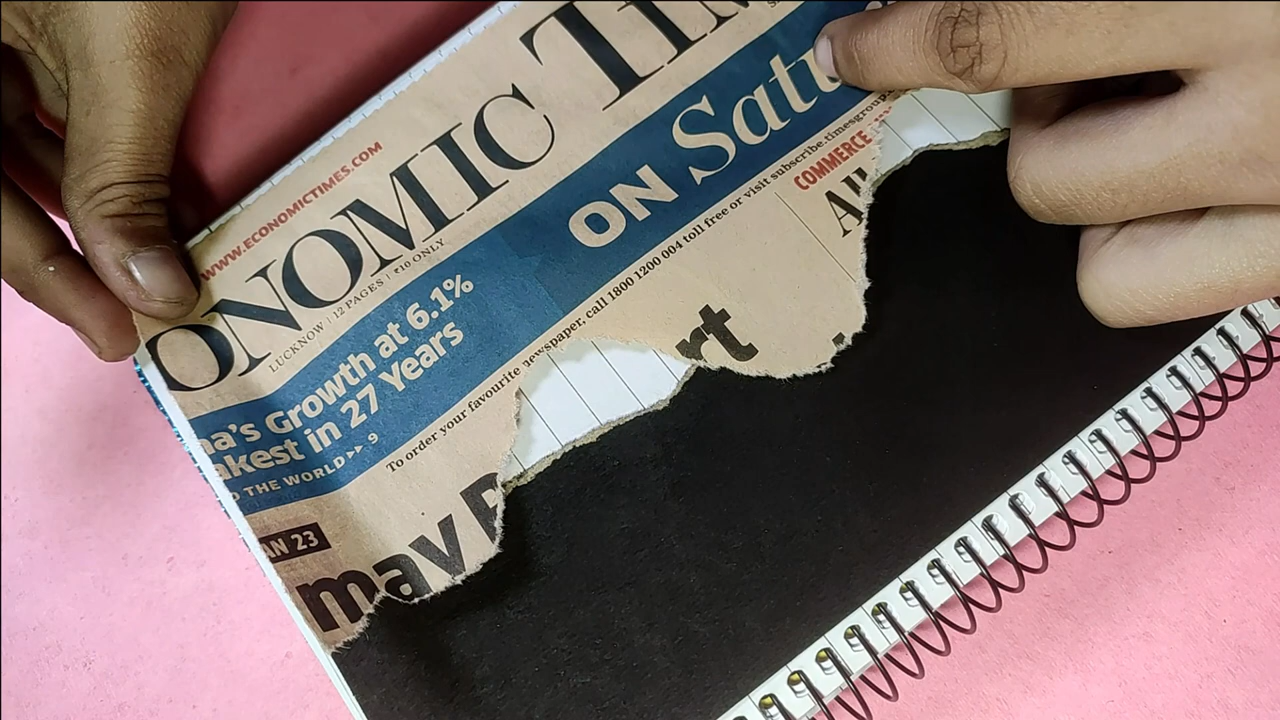 WWW.ECONOMICTIMES.COM
ONOMIC TIM
LUCKNOW | 12 PAGES | ₹10 ONLY
ON Satu
na's Growth at 6.1%
akest in 27 Years
THE WORLD ▸▸ 9
To order your favourite newspaper, call 1800 1200 004 toll free or visit subscribe.timesgroup.
COMMERCE
rt
AN 23
may